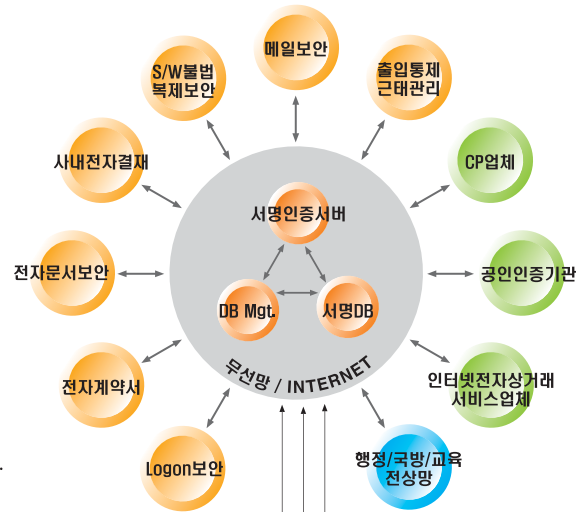 메일보안
S/W불법
복제보안
출입통제
근태관리
사내전자결재
CP업체
서명인증서버
전자문서보안
공인인증기관
DB Mgt.
서명DB
무선망 / INTERNET
전자계약서
인터넷전자상거래
서비스업체
Logon보안
행정/국방/교육
전상망
.